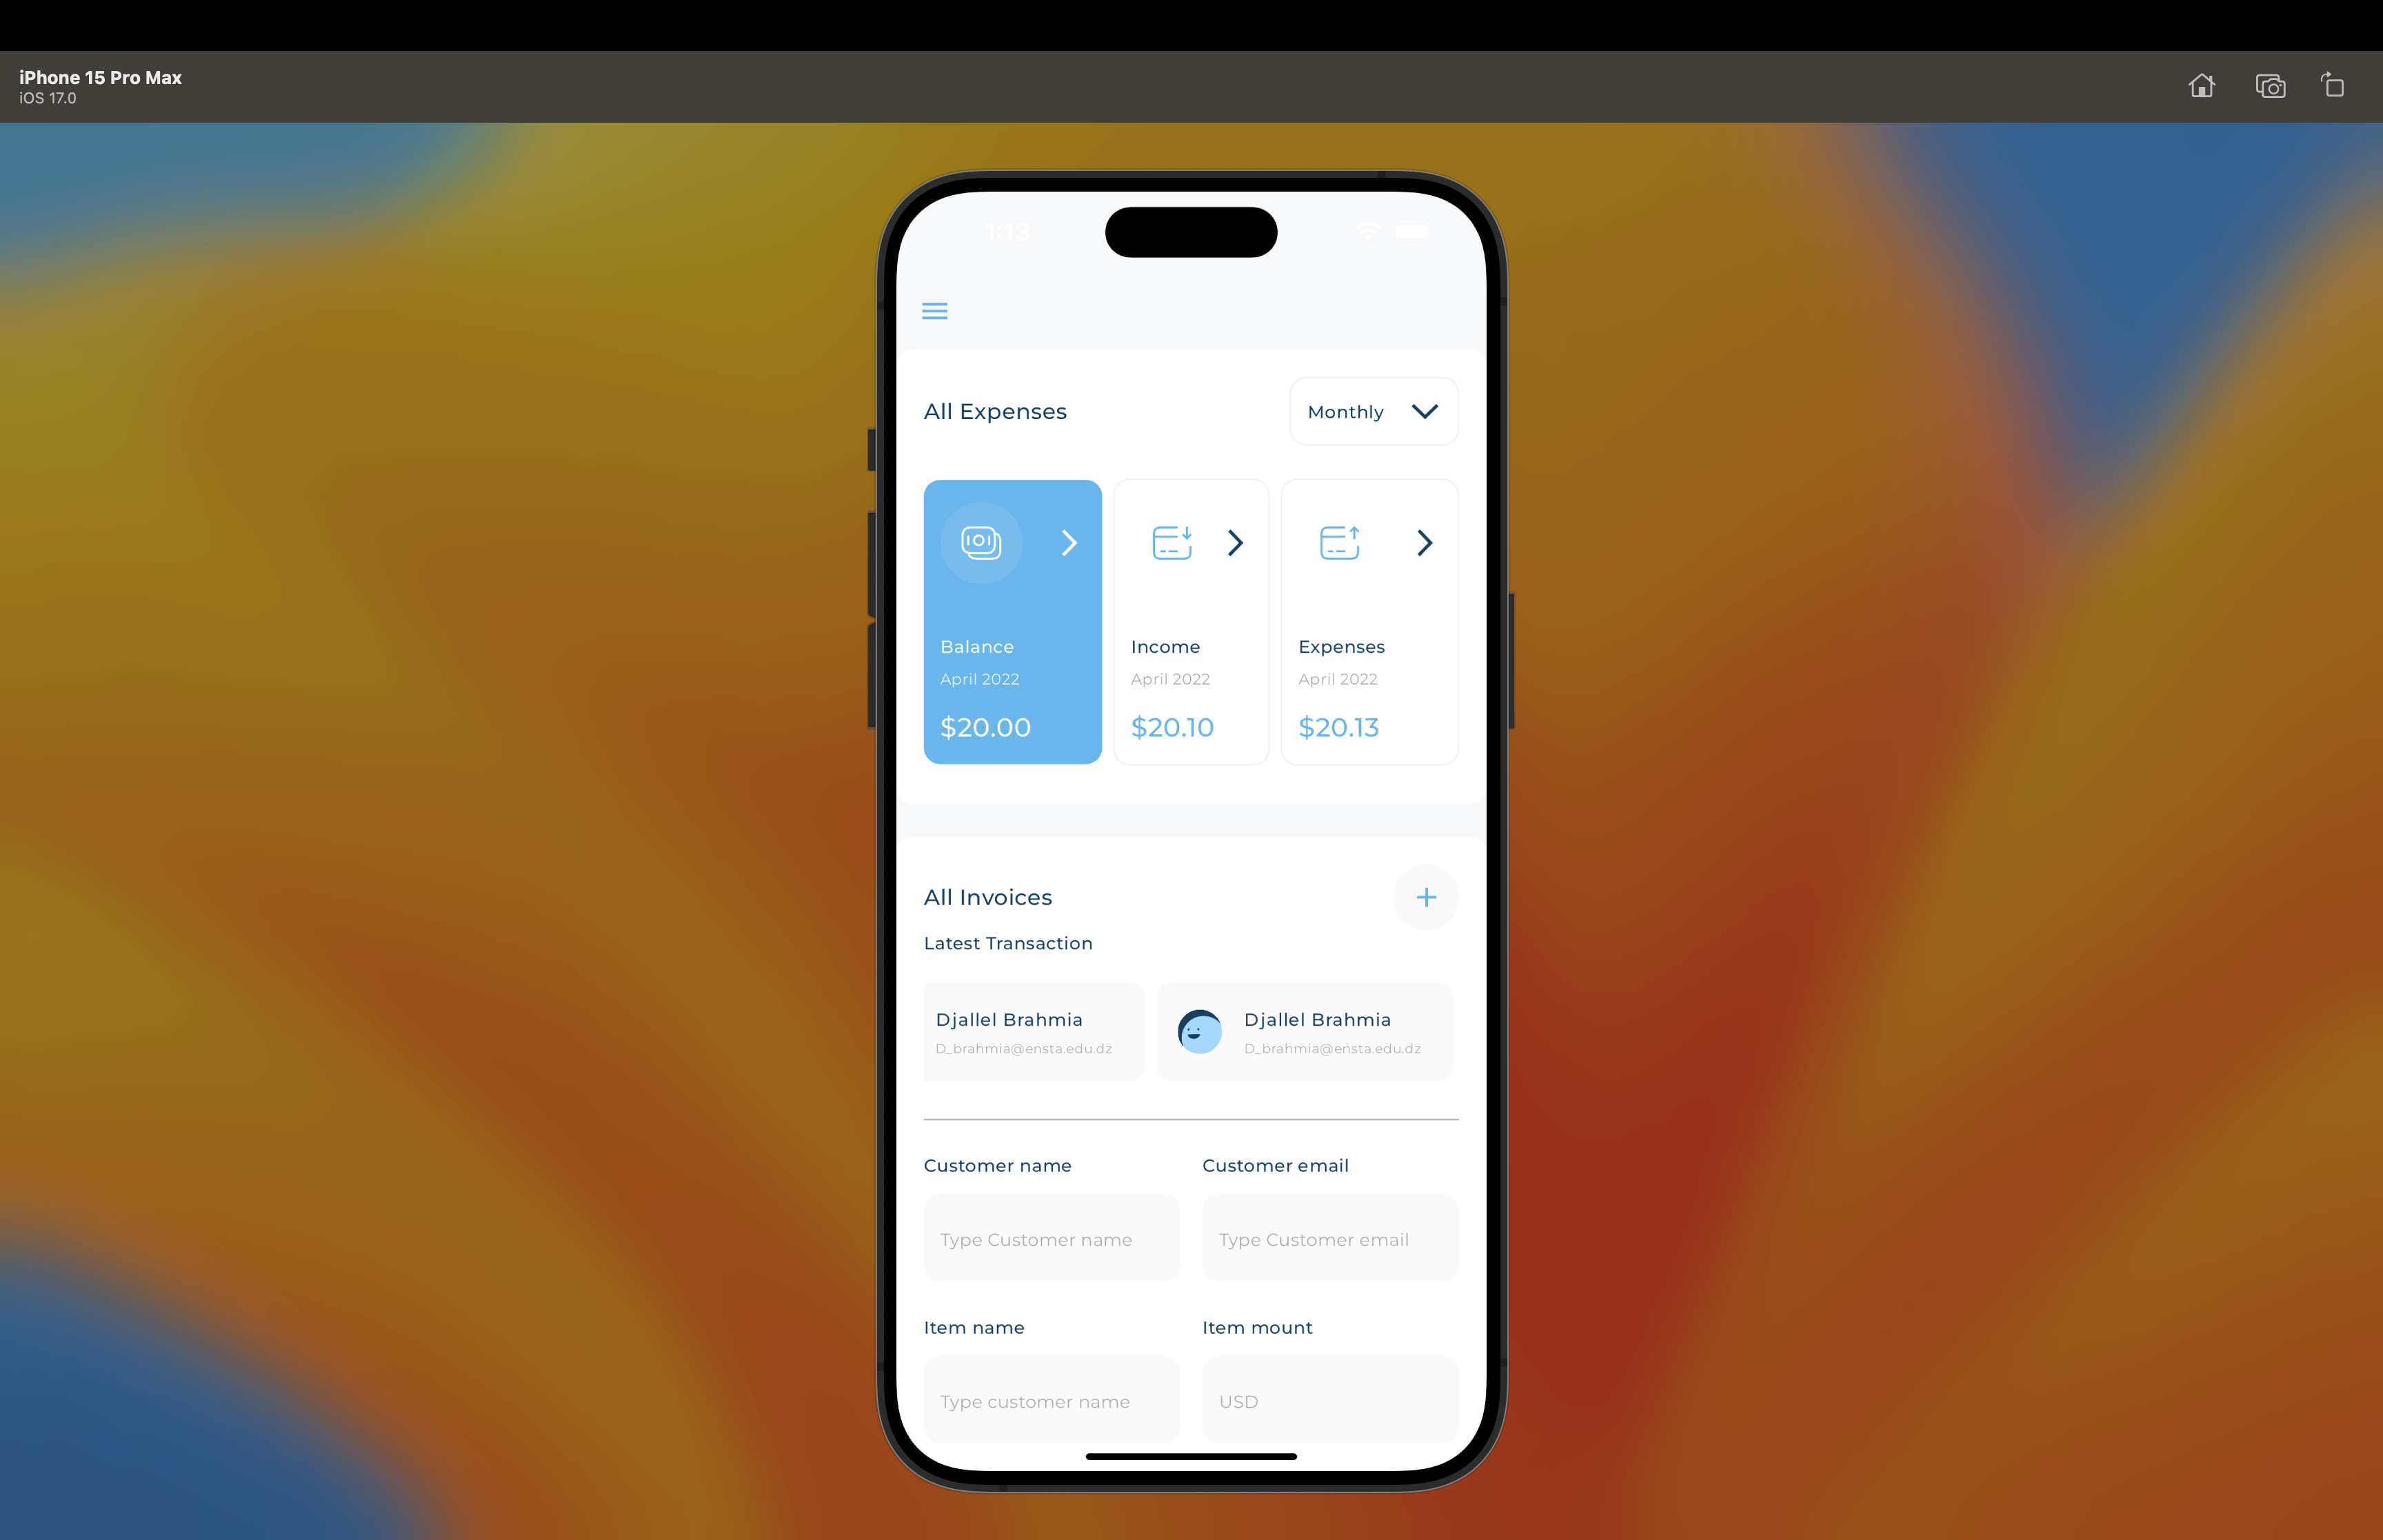 iPhone 15 Pro Max
iOS 17.0
1:13
All Expenses
Monthly
Balance
April 2022
$20.00
Income
April 2022
$20.10
Expenses
April 2022
$20.13
All Invoices
Latest Transaction
Djallel Brahmia
D_brahmia@ensta.edu.dz
Djallel Brahmia
D_brahmia@ensta.edu.dz
Customer name
Customer email
Type Customer name
Type Customer email
Item name
Item mount
Type customer name
USD